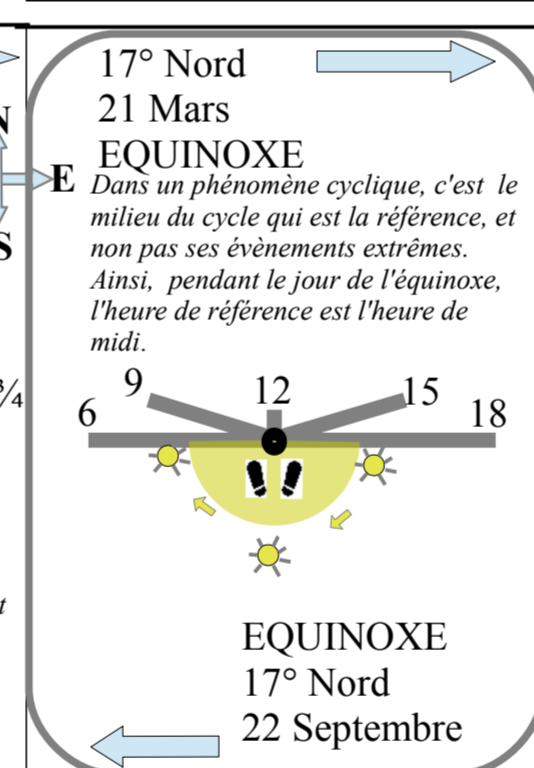 17° Nord
21 Mars
N
EQUINOXE
E
Dans un phénomène cyclique, c'est le
milieu du cycle qui est la référence, et
S
non pas ses évènements extrêmes.
Ainsi, pendant le jour de l'équinoxe,
l'heure de référence est l'heure de
midi.
6 9 12 15 18
EQUINOXE
17° Nord
22 Septembre